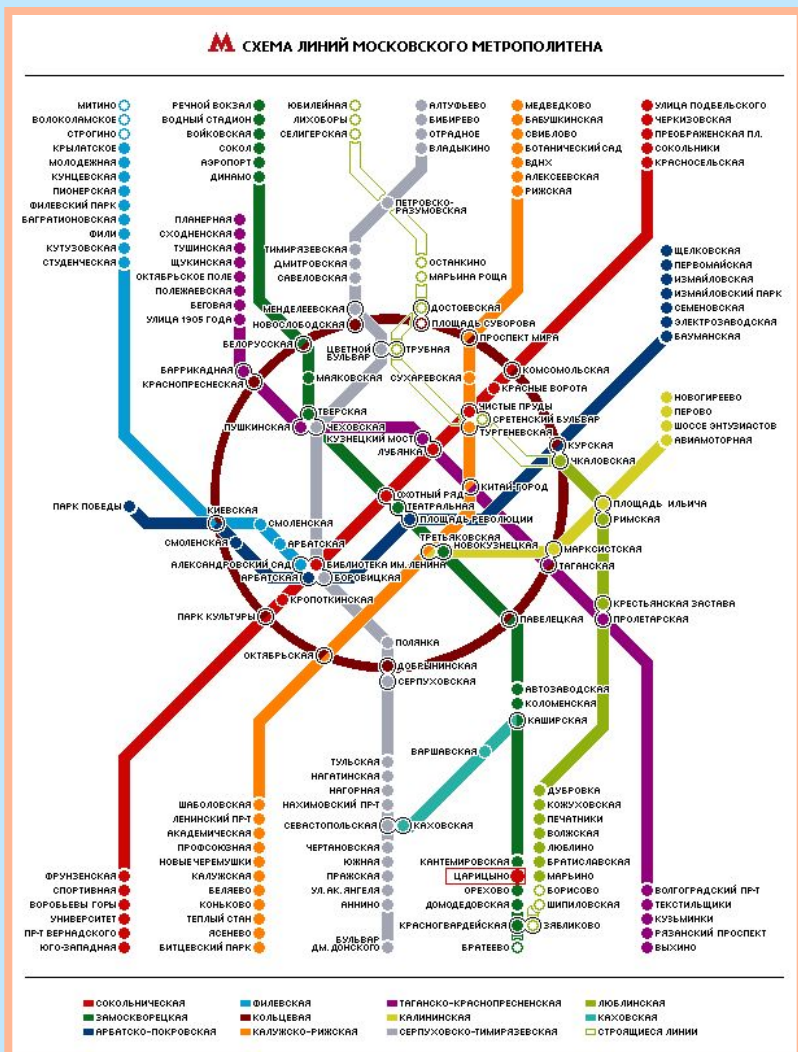 СХЕМА ЛИНИЙ МОСКОВСКОГО МЕТРОПОЛИТЕНА
МИТИНО
ВОЛОКОЛАМСКОЕ
СТРОГИНО
КРЫЛАТСКОЕ
МОЛОДЕЖНАЯ
КУНЦЕВСКАЯ
ПИОНЕРСКАЯ
ФИЛЕВСКИЙ ПАРК
БАГРАТИОНОВСКАЯ
ФИЛИ
КУТУЗОВСКАЯ
СТУДЕНЧЕСКАЯ
РЕЧНОЙ ВОКЗАЛ
ВОДНЫЙ СТАДИОН
ВОЙКОВСКАЯ
СОКОЛ
АЭРОПОРТ
ДИНАМО
ПЛАНЕРНАЯ
СХОДНЕНСКАЯ
ТУШИНСКАЯ
ЩУКИНСКАЯ
ОКТЯБРЬСКОЕ ПОЛЕ
ПОЛЕЖАЕВСКАЯ
БЕГОВАЯ
УЛИЦА 1905 ГОДА
ЮБИЛЕЙНАЯ
ЛИХОБОРЫ
СЕЛИГЕРСКАЯ
АЛТУФЬЕВО
БИБИРЕВО
ОТРАДНОЕ
ВЛАДЫКИНО
ПЕТРОВСКО-
РАЗУМОВСКАЯ
ТИМИРЯЗЕВСКАЯ
ДМИТРОВСКАЯ
САВЕЛОВСКАЯ
ОСТАНКИНО
МАРЬИНА РОЩА
МЕДВЕДКОВО
БАБУШКИНСКАЯ
СВИБЛОВО
БОТАНИЧЕСКИЙ САД
ВДНХ
АЛЕКСЕЕВСКАЯ
РИЖСКАЯ
УЛИЦА ПОДБЕЛЬСКОГО
ЧЕРКИЗОВСКАЯ
ПРЕОБРАЖЕНСКАЯ ПЛ.
СОКОЛЬНИКИ
КРАСНОСЕЛЬСКАЯ
ЩЕЛКОВСКАЯ
ПЕРВОМАЙСКАЯ
ИЗМАЙЛОВСКАЯ
ИЗМАЙЛОВСКИЙ ПАРК
СЕМЕНОВСКАЯ
ЭЛЕКТРОЗАВОДСКАЯ
БАУМАНСКАЯ
МЕНДЕЛЕЕВСКАЯ
НОВОСЛОБОДСКАЯ
БЕЛОРУССКАЯ
ДОСТОЕВСКАЯ
ПЛОЩАДЬ СУВОРОВА
ПРОСПЕКТ МИРА
ЦВЕТНОЙ
БУЛЬВАР
ТРУБНАЯ
БАРРИКАДНАЯ
КРАСНОПРЕСНЕСКАЯ
МАЯКОВСКАЯ
СУХАРЕВСКАЯ
КОМСОМОЛЬСКАЯ
КРАСНЫЕ ВОРОТА
НОВОГИРЕЕВО
ПЕРОВО
ШОССЕ ЭНТУЗИАСТОВ
АВИАМОТОРНАЯ
ТВЕРСКАЯ
ПУШКИНСКАЯ
ЧЕХОВСКАЯ
ЧИСТЫЕ ПРУДЫ
СРЕТЕНСКИЙ БУЛЬВАР
ТУРГЕНЕВСКАЯ
КУЗНЕЦКИЙ МОСТ
ЛУБЯНКА
КУРСКАЯ
ЧКАЛОВСКАЯ
КИТАЙ-ГОРОД
ОХОТНЫЙ РЯД
ТЕАТРАЛЬНАЯ
ПЛОЩАДЬ РЕВОЛЮЦИИ
ПЛОЩАДЬ ИЛЬИЧА
РИМСКАЯ
ПАРК ПОБЕДЫ
КИЕВСКАЯ
СМОЛЕНСКАЯ
СМОЛЕНСКАЯ
АРБАТСКАЯ
ТРЕТЬЯКОВСКАЯ
НОВОКУЗНЕЦКАЯ
МАРКСИСТСКАЯ
ТАГАНСКАЯ
АЛЕКСАНДРОВСКИЙ САД
БИБЛИОТЕКА ИМ. ЛЕНИНА
АРБАТСКАЯ
БОРОВИЦКАЯ
КРОПОТКИНСКАЯ
ПАРК КУЛЬТУРЫ
КРЕСТЬЯНСКАЯ ЗАСТАВА
ПРОЛЕТАРСКАЯ
ПАВЕЛЕЦКАЯ
ПОЛЯНКА
ОКТЯБРЬСКАЯ
ДОБРЫНИНСКАЯ
СЕРПУХОВСКАЯ
АВТОЗАВОДСКАЯ
КОЛОМЕНСКАЯ
КАШИРСКАЯ
ВАРШАВСКАЯ
ТУЛЬСКАЯ
НАГАТИНСКАЯ
НАГОРНАЯ
НАХИМОВСКИЙ ПР-Т
СЕВАСТОПОЛЬСКАЯ
КАХОВСКАЯ
ЧЕРТАНОВСКАЯ
ЮЖНАЯ
ПРАЖСКАЯ
УЛ. АК. ЯНГЕЛЯ
АННИНО
БУЛЬВАР
ДМ. ДОНСКОГО
ФРУНЗЕНСКАЯ
СПОРТИВНАЯ
ВОРОБЬЕВЫ ГОРЫ
УНИВЕРСИТЕТ
ПР-Т ВЕРНАДСКОГО
ЮГО-ЗАПАДНАЯ
ШАБОЛОВСКАЯ
ЛЕНИНСКИЙ ПР-Т
АКАДЕМИЧЕСКАЯ
ПРОФСОЮЗНАЯ
НОВЫЕ ЧЕРЕМУШКИ
КАЛУЖСКАЯ
БЕЛЯЕВО
КОНЬКОВО
ТЕПЛЫЙ СТАН
ЯСЕНЕВО
БИТЦЕВСКИЙ ПАРК
КАНТЕМИРОВСКАЯ
ЦАРИЦЫНО
ОРЕХОВО
ДОМОДЕДОВСКАЯ
КРАСНОГВАРДЕЙСКАЯ
БРАТЕЕВО
ДУБРОВКА
КОЖУХОВСКАЯ
ПЕЧАТНИКИ
ВОЛЖСКАЯ
ЛЮБЛИНО
БРАТИСЛАВСКАЯ
МАРЬИНО
БОРИСОВО
ШИПИЛОВСКАЯ
ЗЯБЛИКОВО
ВОЛГОГРАДСКИЙ ПР-Т
ТЕКСТИЛЬЩИКИ
КУЗЬМИНКИ
РЯЗАНСКИЙ ПРОСПЕКТ
ВЫХИНО
СОКОЛЬНИЧЕСКАЯ
ЗАМОСКВОРЕЦКАЯ
АРБАТСКО-ПОКРОВСКАЯ
ФИЛЕВСКАЯ
КОЛЬЦЕВАЯ
КАЛУЖСКО-РИЖСКАЯ
ТАГАНСКО-КРАСНОПРЕСНЕНСКАЯ
КАЛИНИНСКАЯ
СЕРПУХОВСКО-ТИМИРЯЗЕВСКАЯ
ЛЮБЛИНСКАЯ
КАХОВСКАЯ
СТРОЯЩИЕСЯ ЛИНИИ